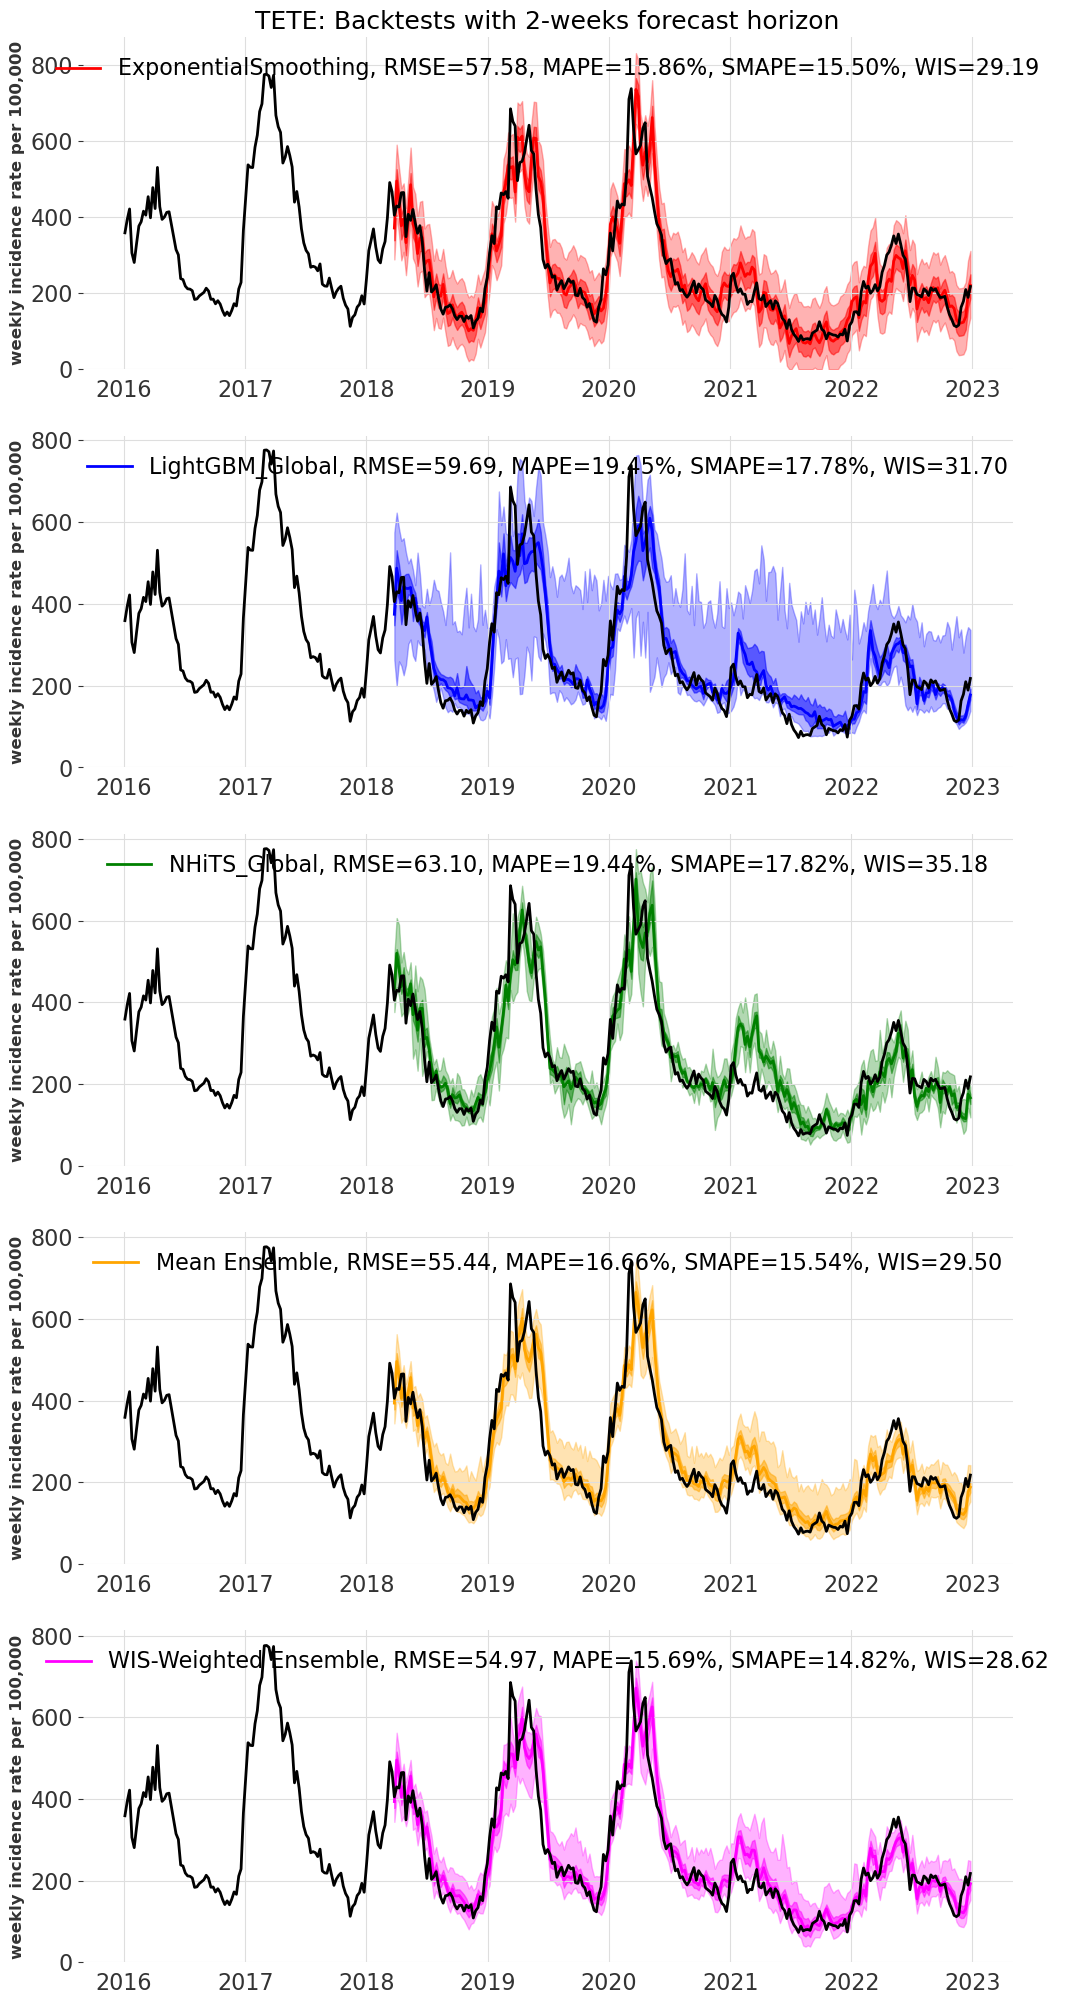 TETE: Backtests with 2-weeks forecast horizon
ExponentialSmoothing, RMSE=57.58, MAPE=15.86%, SMAPE=15.50%, WIS=29.19
weekly incidence rate per 100,000
800
600
400
200
0
2016 2017 2018 2019 2020 2021 2022 2023
LightGBM_Global, RMSE=59.69, MAPE=19.45%, SMAPE=17.78%, WIS=31.70
weekly incidence rate per 100,000
800
600
400
200
0
2016 2017 2018 2019 2020 2021 2022 2023
NHiTS_Global, RMSE=63.10, MAPE=19.44%, SMAPE=17.82%, WIS=35.18
weekly incidence rate per 100,000
800
600
400
200
0
2016 2017 2018 2019 2020 2021 2022 2023
Mean Ensemble, RMSE=55.44, MAPE=16.66%, SMAPE=15.54%, WIS=29.50
weekly incidence rate per 100,000
800
600
400
200
0
2016 2017 2018 2019 2020 2021 2022 2023
WIS-Weighted Ensemble, RMSE=54.97, MAPE=15.69%, SMAPE=14.82%, WIS=28.62
weekly incidence rate per 100,000
800
600
400
200
0
2016 2017 2018 2019 2020 2021 2022 2023